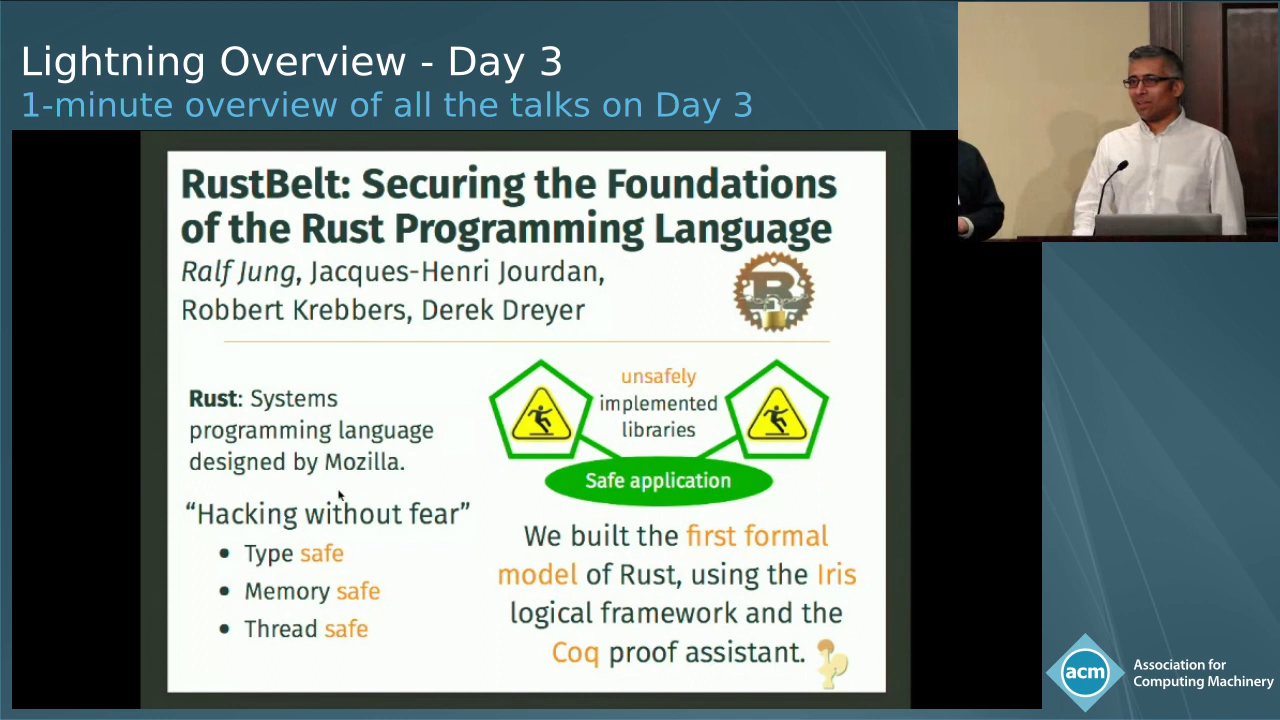 Lightning Overview - Day 3
1-minute overview of all the talks on Day 3
RustBelt: Securing the Foundations
of the Rust Programming Language
Ralf Jung, Jacques-Henri Jourdan,
Robbert Krebbers, Derek Dreyer
R
Rust: Systems
programming language
designed by Mozilla.
“Hacking without fear”
• Type safe
• Memory safe
• Thread safe
unsafely
implemented
libraries
Safe application
We built the first formal
model of Rust, using the Iris
logical framework and the
Coq proof assistant.
acm
Association for
Computing Machinery